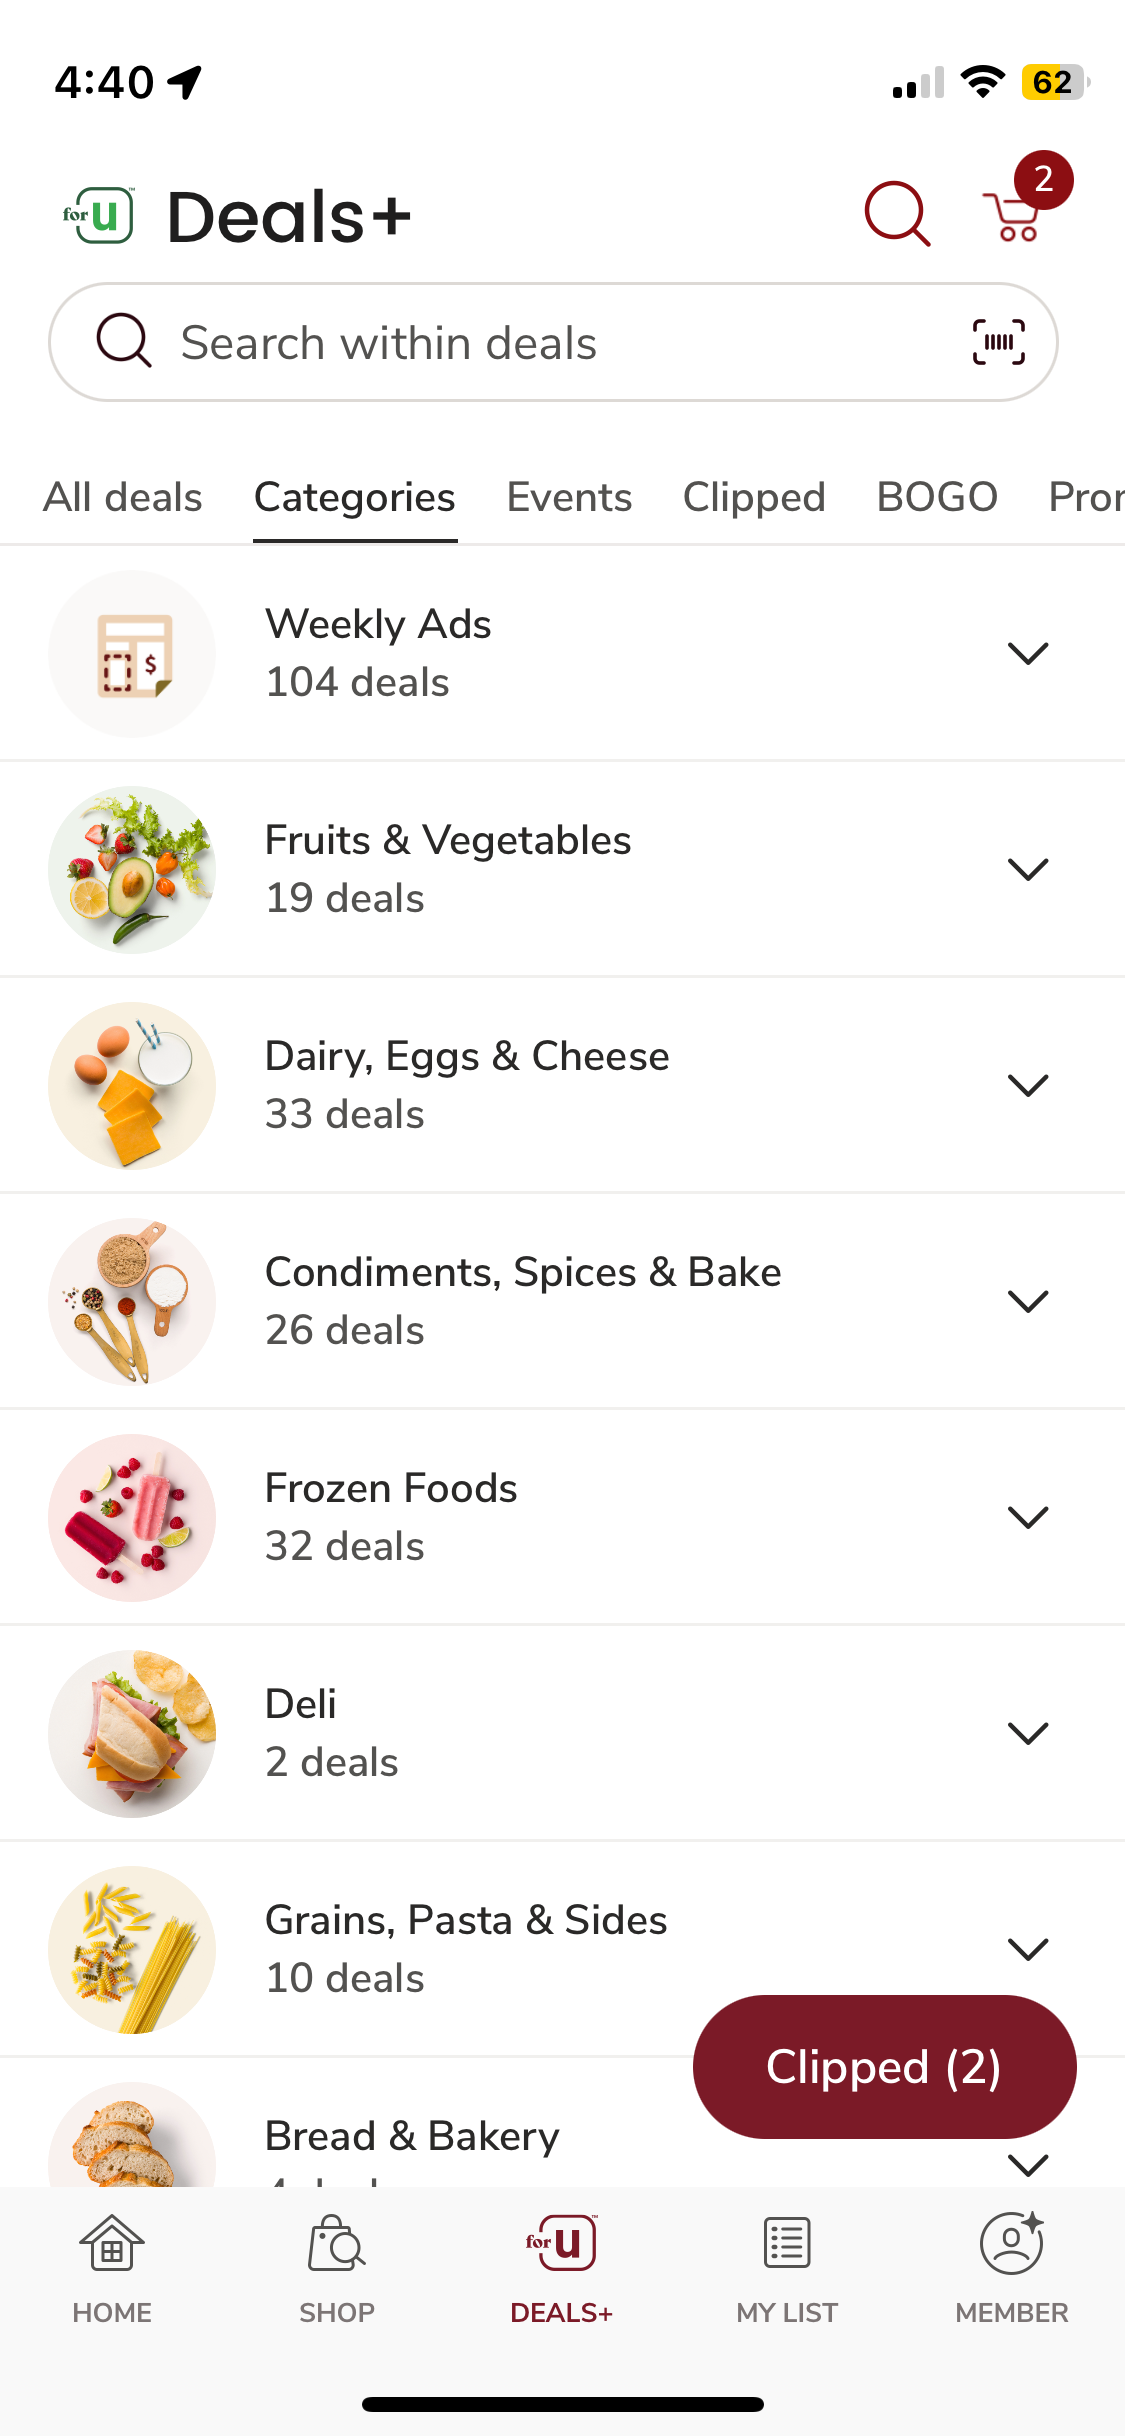 4:40
62
for u™ Deals+
2
Search within deals
All deals Categories Events Clipped BOGO
Weekly Ads
104 deals
$
Fruits & Vegetables
19 deals
Dairy, Eggs & Cheese
33 deals
Condiments, Spices & Bake
26 deals
Frozen Foods
32 deals
Deli
2 deals
Grains, Pasta & Sides
10 deals
Clipped (2)
Bread & Bakery
for u™
HOME SHOP DEALS+ MY LIST MEMBER